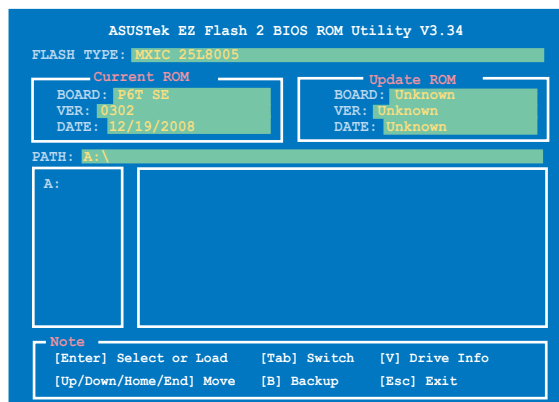 ASUSTek EZ Flash 2 BIOS ROM Utility V3.34
FLASH TYPE: MXIC 25L8005
Current ROM
BOARD: P6T SE
VER: 0302
DATE: 12/19/2008
Update ROM
BOARD: Unknown
VER: Unknown
DATE: Unknown
PATH: A:\
A:
Note
[Enter] Select or Load [Tab] Switch [V] Drive Info
[Up/Down/Home/End] Move [B] Backup [Esc] Exit